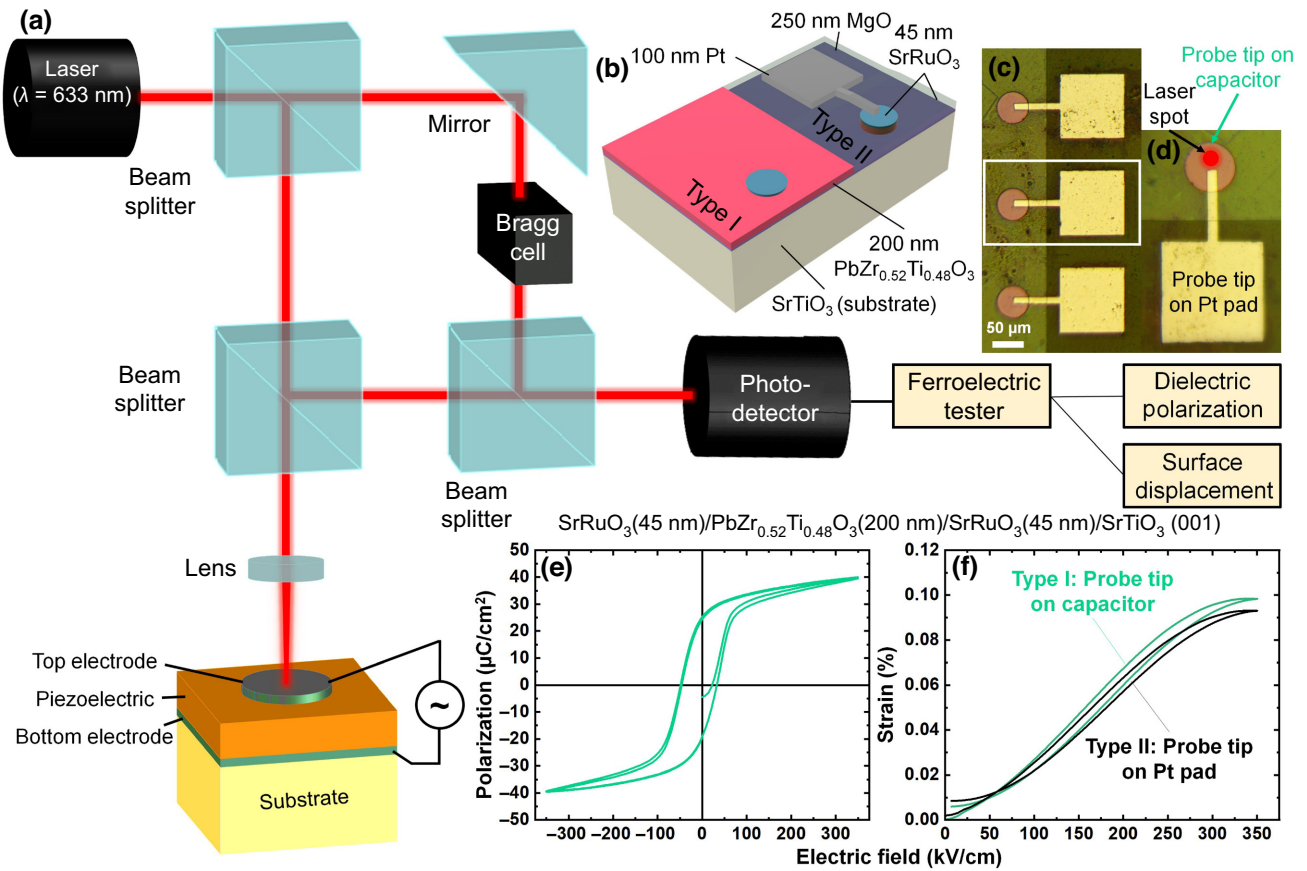 (a)
Laser
(λ = 633 nm)
Beam
splitter
Mirror
Bragg
cell
Beam
splitter
Beam
splitter
Photo-
detector
Ferroelectric
tester
Dielectric
polarization
Surface
displacement
Lens
Top electrode
Piezoelectric
Bottom electrode
~
Substrate
(b)
250 nm MgO
45 nm
SrRuO₃
100 nm Pt
Type II
Type I
200 nm
PbZr₀.₅₂Ti₀.₄₈O₃
SrTiO₃ (substrate)
(c)
50 µm
Probe tip on
capacitor
Laser
spot
(d)
Probe tip
on Pt pad
SrRuO₃(45 nm)/PbZr₀.₅₂Ti₀.₄₈O₃(200 nm)/SrRuO₃(45 nm)/SrTiO₃ (001)
(e)
Polarization (µC/cm²)
50
40
30
20
10
0
−10
−20
−30
−40
−50
−300 −200 −100 0 100 200 300
(f)
Type I: Probe tip
on capacitor
Type II: Probe tip
on Pt pad
Strain (%)
0.12
0.10
0.08
0.06
0.04
0.02
0.00
0 50 100 150 200 250 300 350
Electric field (kV/cm)